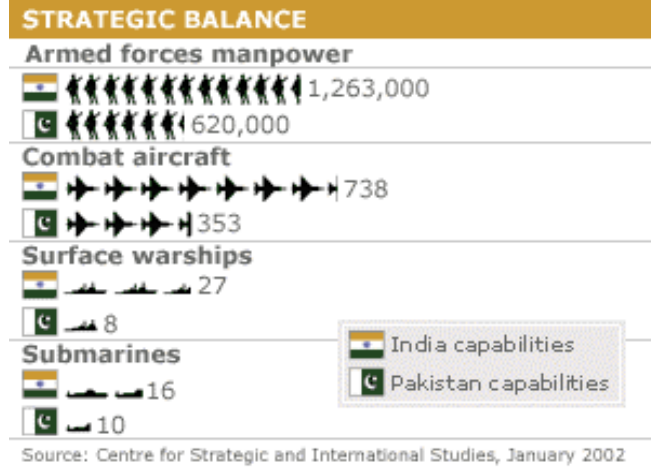 STRATEGIC BALANCE
Armed forces manpower
1,263,000
620,000
Combat aircraft
738
353
Surface warships
27
8
Submarines
16
10
India capabilities
Pakistan capabilities
Source: Centre for Strategic and International Studies, January 2002